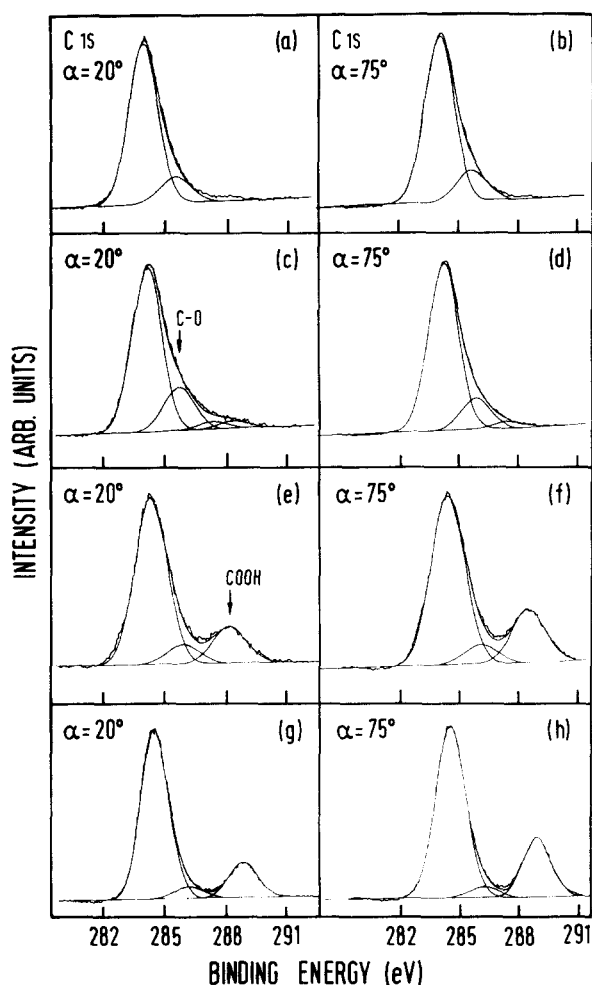 C 1S (a)
α=20°
C 1S (b)
α=75°
α=20° (c)
C-O
α=75° (d)
α=20° (e)
COOH
α=75° (f)
α=20° (g)
α=75° (h)
INTENSITY (ARB. UNITS)
282 285 288 291 282 285 288 291
BINDING ENERGY (eV)